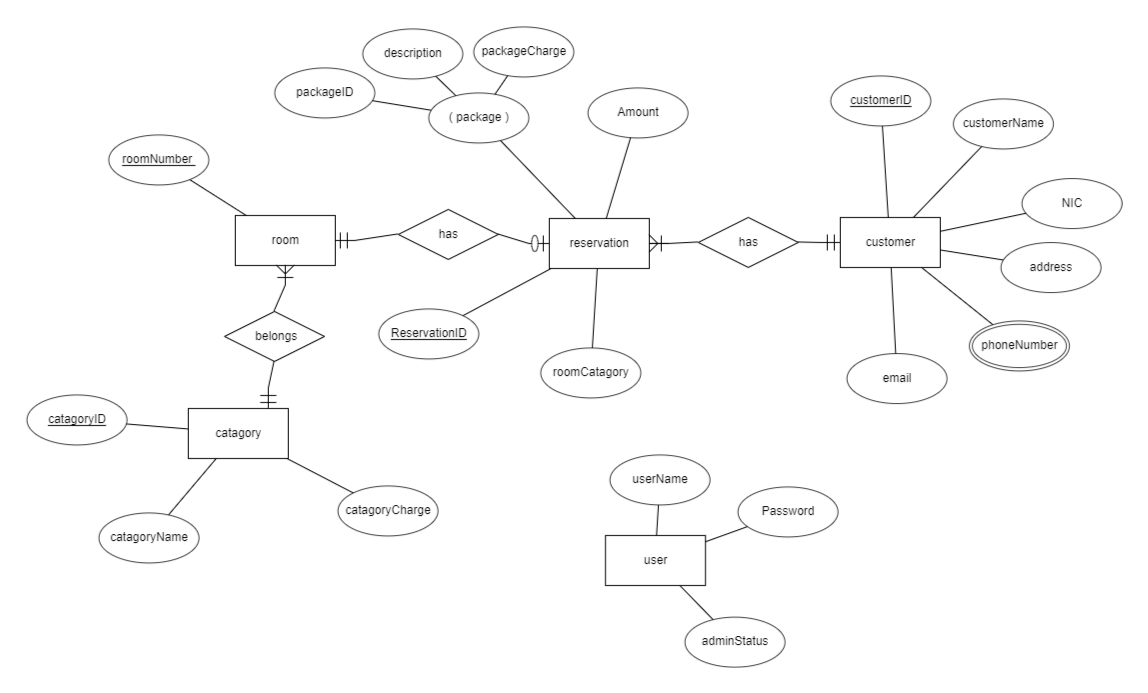 description
packageCharge
packageID
( package )
Amount
customerID
customerName
roomNumber
NIC
room
has
reservation
has
customer
address
belongs
ReservationID
phoneNumber
roomCatagory
email
catagoryID
catagory
userName
catagoryCharge
Password
catagoryName
user
adminStatus